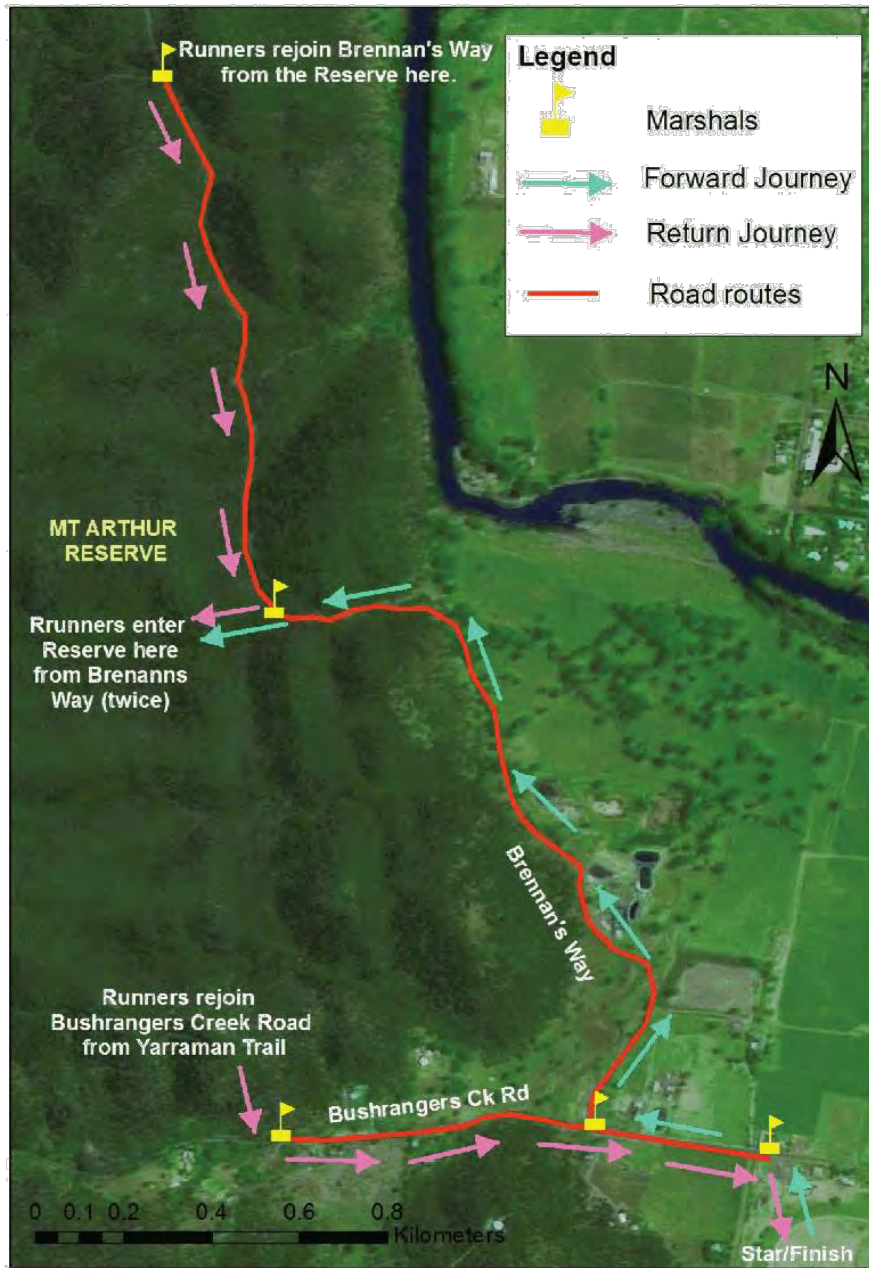 Runners rejoin Brennan's Way
from the Reserve here.
Legend
Marshals
Forward Journey
Return Journey
Road routes
N
MT ARTHUR
RESERVE
Rrunners enter
Reserve here
from Brenanns
Way (twice)
Brennan's Way
Runners rejoin
Bushrangers Creek Road
from Yarraman Trail
Bushrangers Ck Rd
0 0.1 0.2 0.4 0.6 0.8
Kilometers
Star/Finish